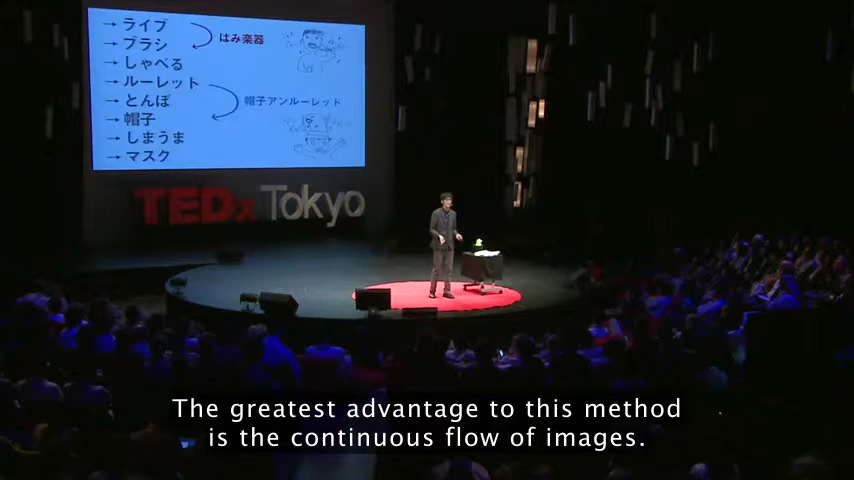 → ライブ
はみ楽器
→ ブラシ
→ しゃべる
→ ルーレット
→ とんぼ
帽子アンルーレット
→ 帽子
→ しまうま
→ マスク
TEDx Tokyo
The greatest advantage to this method
is the continuous flow of images.